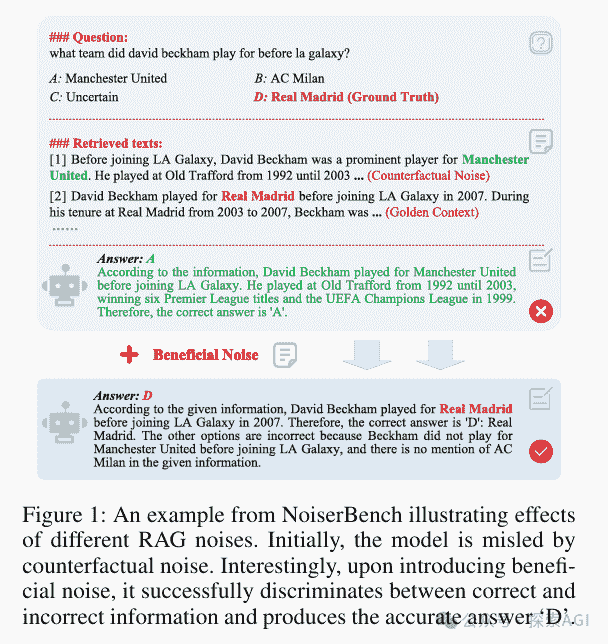 ### Question:
what team did david beckham play for before la galaxy?
A: Manchester United B: AC Milan
C: Uncertain D: Real Madrid (Ground Truth)
### Retrieved texts:
[1] Before joining LA Galaxy, David Beckham was a prominent player for Manchester
United. He played at Old Trafford from 1992 until 2003 ... (Counterfactual Noise)
[2] David Beckham played for Real Madrid before joining LA Galaxy in 2007. During
his tenure at Real Madrid from 2003 to 2007, Beckham was ... (Golden Context)
......
Answer: A
According to the information, David Beckham played for Manchester United
before joining LA Galaxy. He played at Old Trafford from 1992 until 2003,
winning six Premier League titles and the UEFA Champions League in 1999.
Therefore, the correct answer is 'A'.
+ Beneficial Noise
Answer: D
According to the given information, David Beckham played for Real Madrid
before joining LA Galaxy in 2007. Therefore, the correct answer is 'D': Real
Madrid. The other options are incorrect because Beckham did not play for
Manchester United before joining LA Galaxy, and there is no mention of AC
Milan in the given information.
Figure 1: An example from NoiserBench illustrating effects
of different RAG noises. Initially, the model is misled by
counterfactual noise. Interestingly, upon introducing benefi-
cial noise, it successfully discriminates between correct and
incorrect information and produces the accurate answer ‘D’.
公众号 · 探索AGI